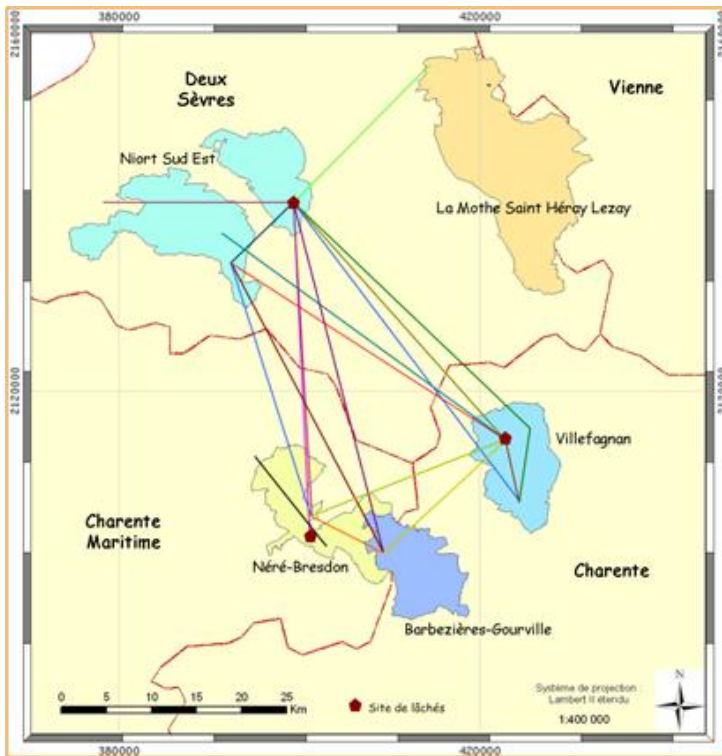 380000
420000
2160000
Deux
Sèvres
Vienne
Niort Sud Est
La Mothe Saint Héray Lezay
2120000
Villefagnan
Charente
Maritime
Néré-Bresdon
Charente
Barbezières-Gourville
0 5 10 15 20 25
Km
Site de lâchés
Système de projection :
Lambert II étendu
1:400 000
N
380000
420000